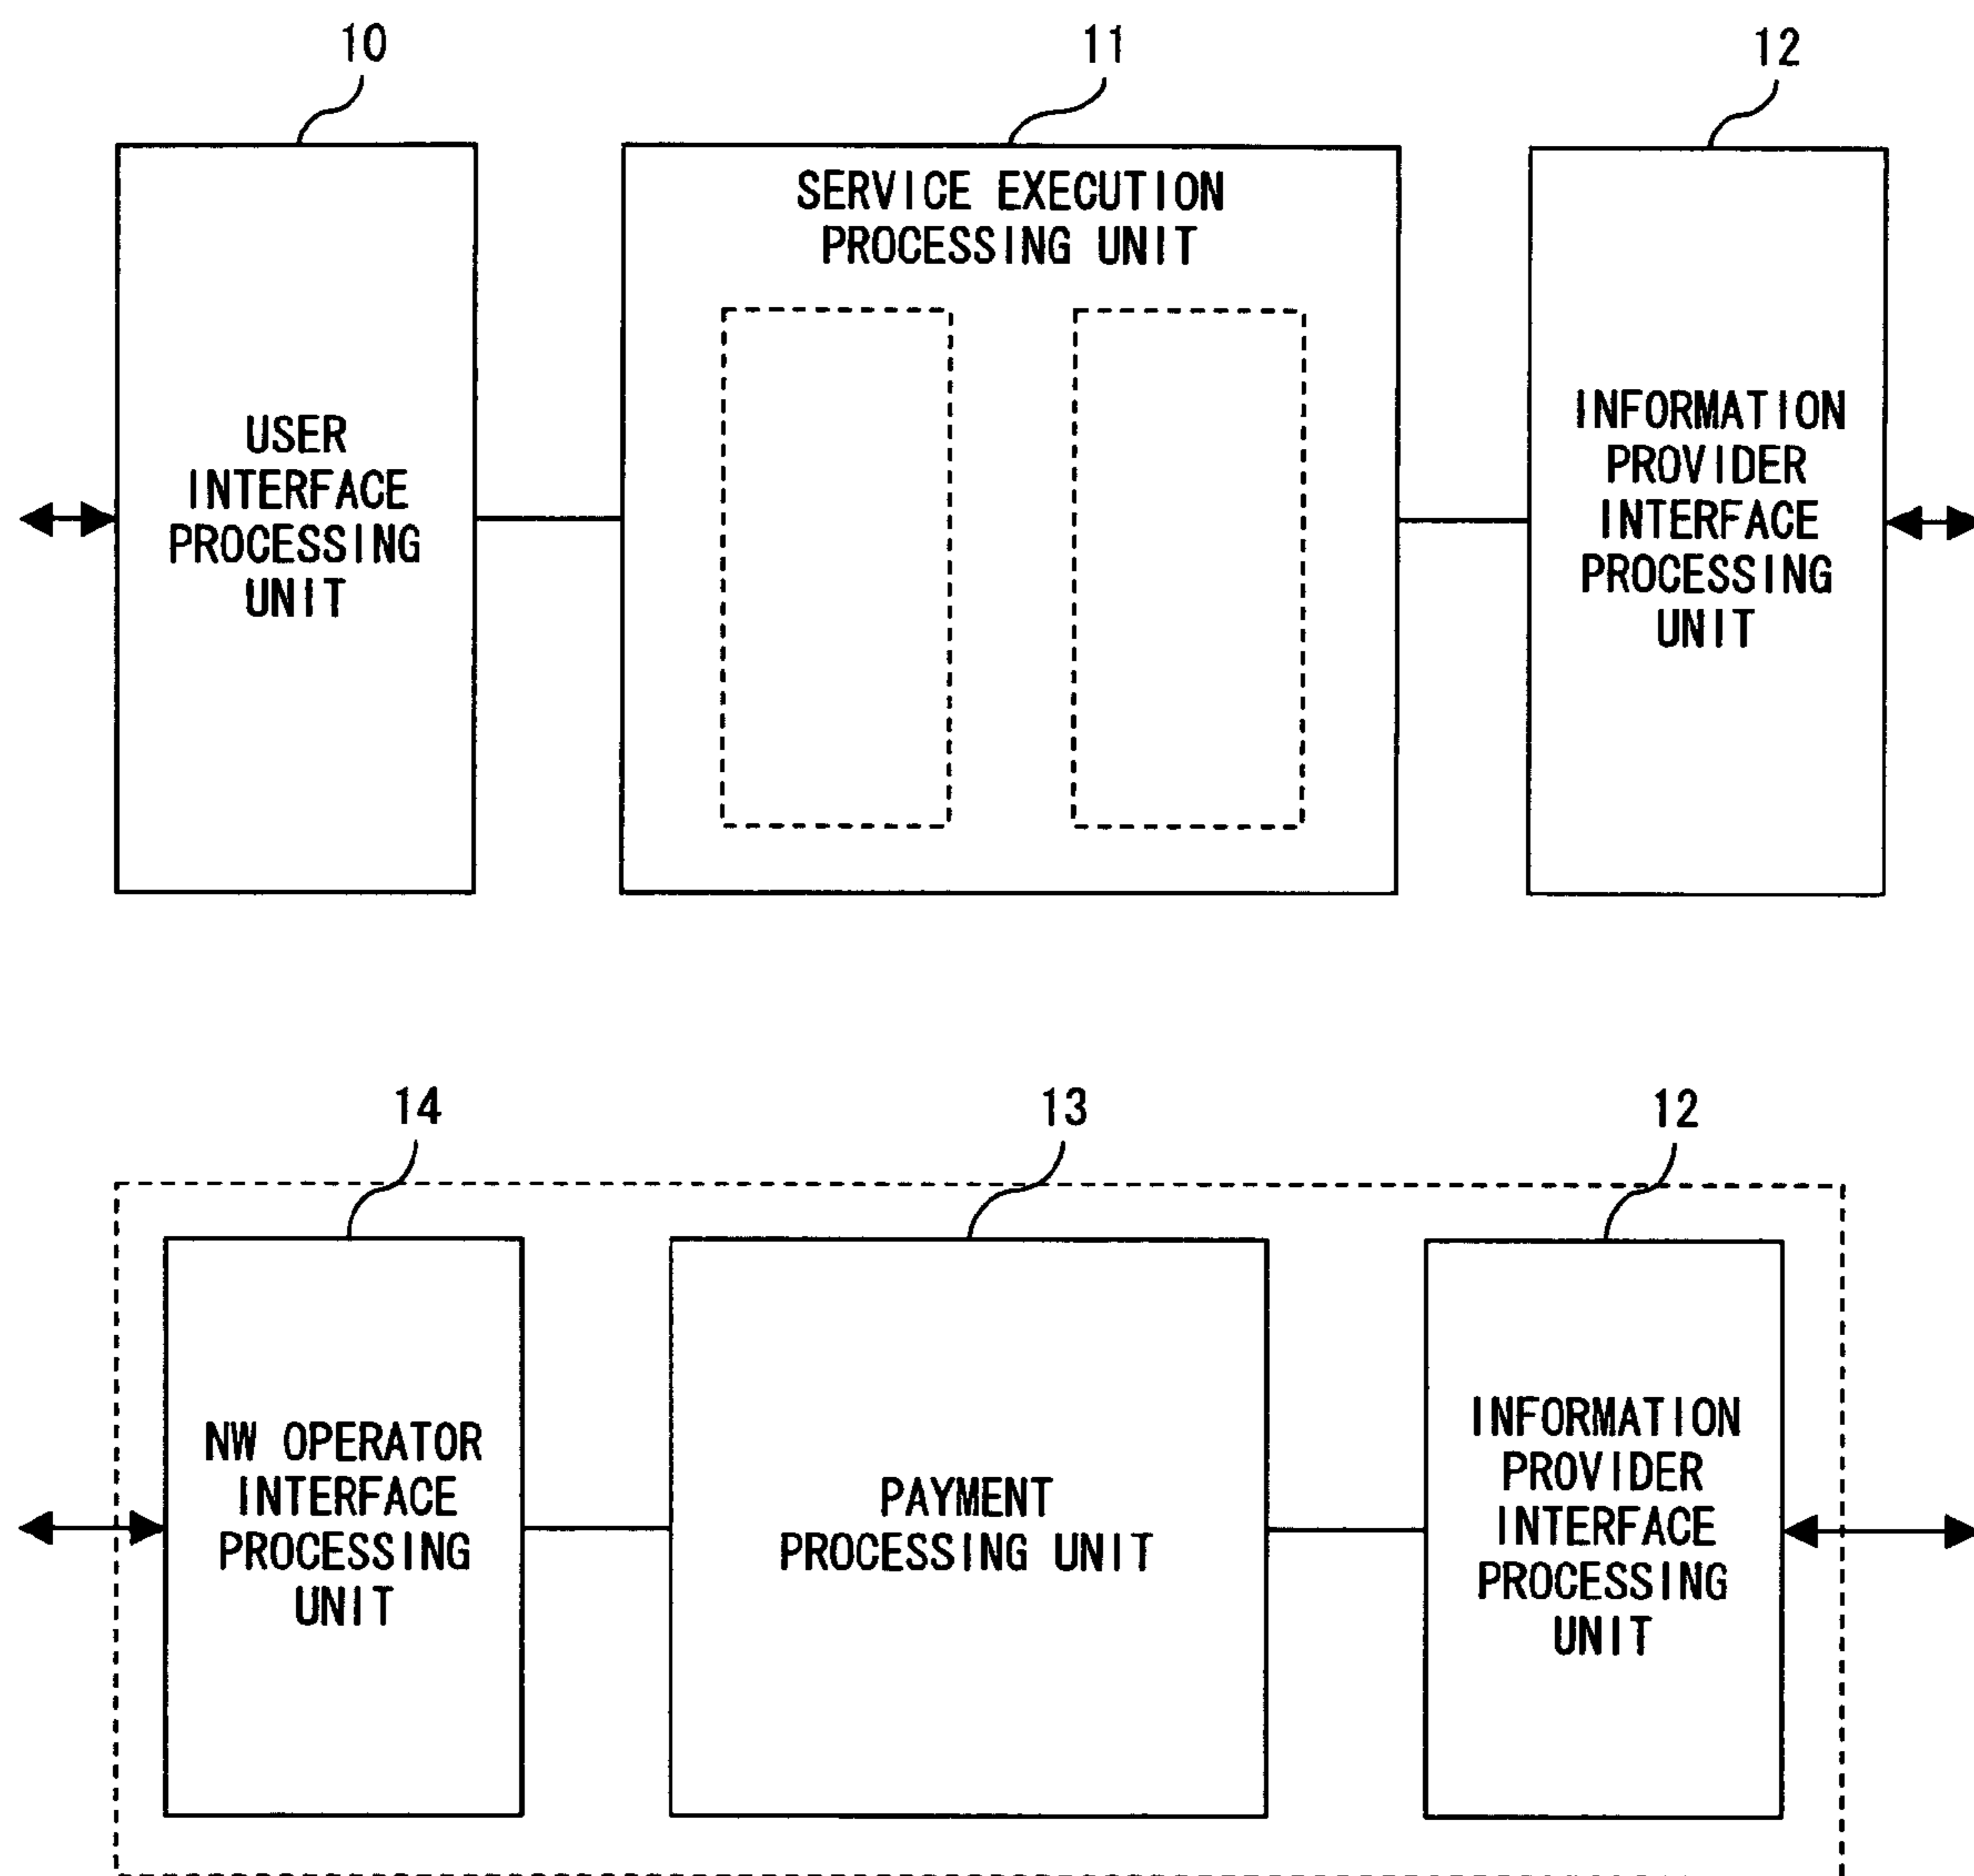 10
11
12
SERVICE EXECUTION
PROCESSING UNIT
USER
INTERFACE
PROCESSING
UNIT
INFORMATION
PROVIDER
INTERFACE
PROCESSING
UNIT
14
13
12
NW OPERATOR
INTERFACE
PROCESSING
UNIT
PAYMENT
PROCESSING UNIT
INFORMATION
PROVIDER
INTERFACE
PROCESSING
UNIT